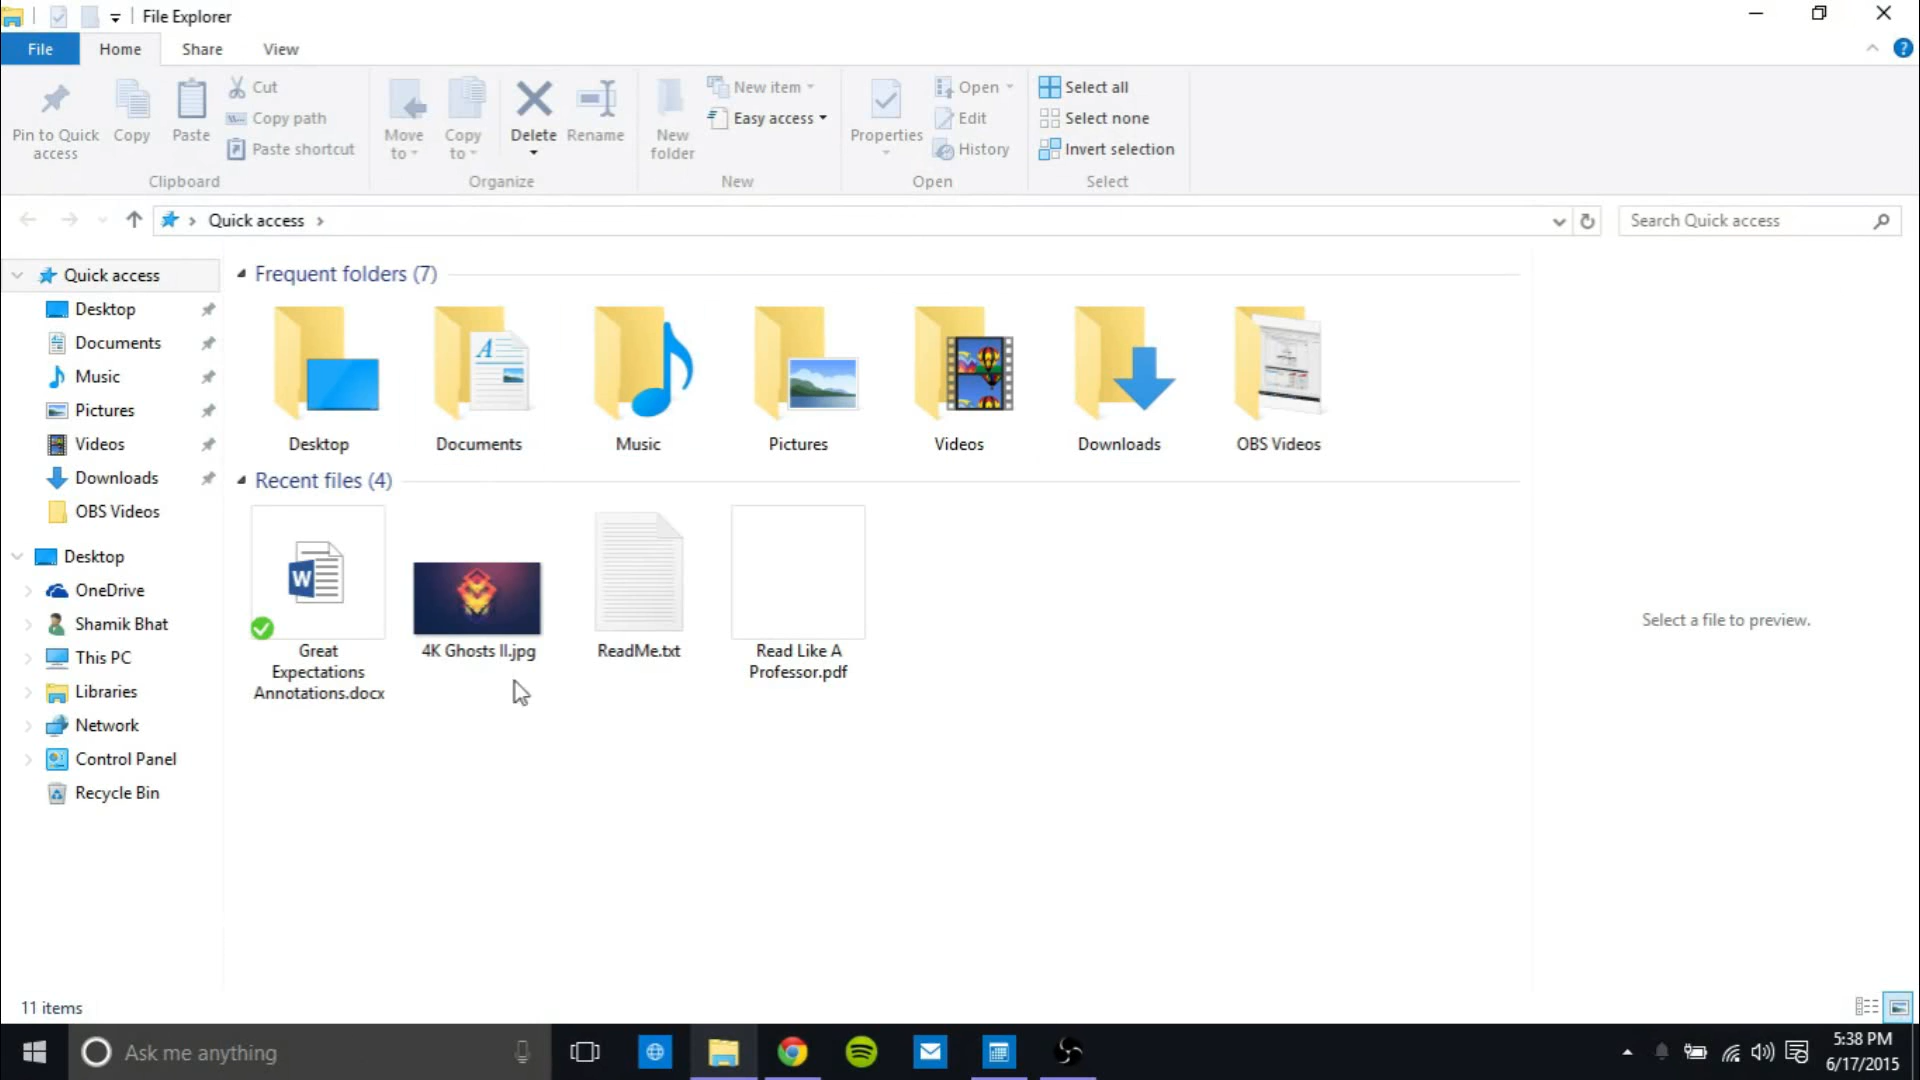 File Explorer
File Home Share View
Pin to Quick access
Copy
Paste
Cut
Copy path
Paste shortcut
Clipboard
Move to
Copy to
Delete
Rename
Organize
New folder
New item
Easy access
New
Properties
Open
Edit
History
Open
Select all
Select none
Invert selection
Select
Quick access
Search Quick access
Quick access
Desktop
Documents
Music
Pictures
Videos
Downloads
OBS Videos
Desktop
OneDrive
Shamik Bhat
This PC
Libraries
Network
Control Panel
Recycle Bin
Frequent folders (7)
Desktop
Documents
Music
Pictures
Videos
Downloads
OBS Videos
Recent files (4)
Great
Expectations
Annotations.docx
4K Ghosts II.jpg
ReadMe.txt
Read Like A
Professor.pdf
Select a file to preview.
11 items
Ask me anything
5:38 PM
6/17/2015